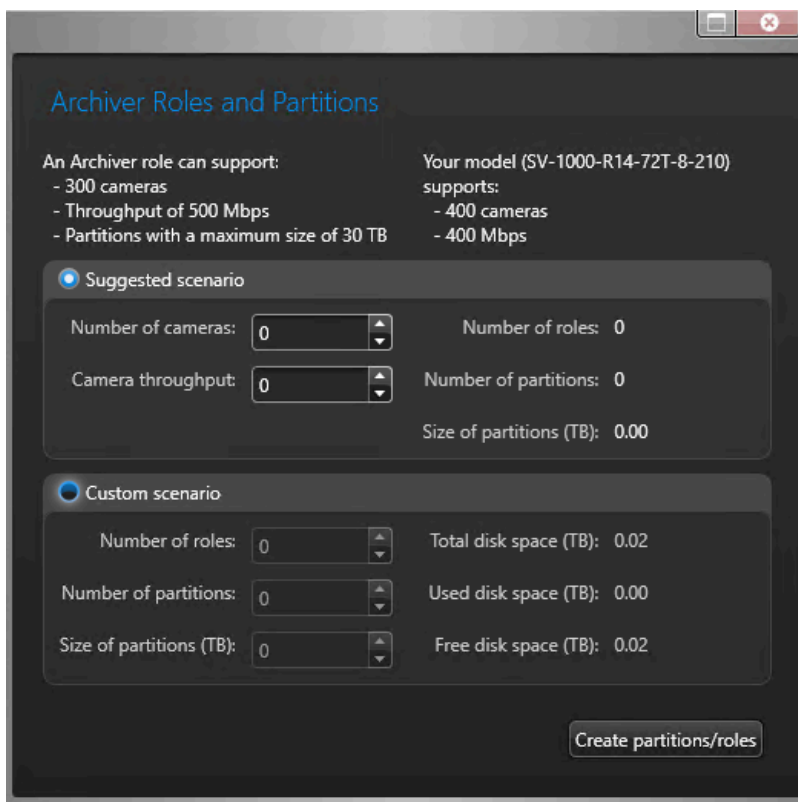 Archiver Roles and Partitions
An Archiver role can support:
- 300 cameras
- Throughput of 500 Mbps
- Partitions with a maximum size of 30 TB
Your model (SV-1000-R14-72T-8-210)
supports:
- 400 cameras
- 400 Mbps
Suggested scenario
Number of cameras: 0
Number of roles: 0
Camera throughput: 0
Number of partitions: 0
Size of partitions (TB): 0.00
Custom scenario
Number of roles: 0
Total disk space (TB): 0.02
Number of partitions: 0
Used disk space (TB): 0.00
Size of partitions (TB): 0
Free disk space (TB): 0.02
Create partitions/roles